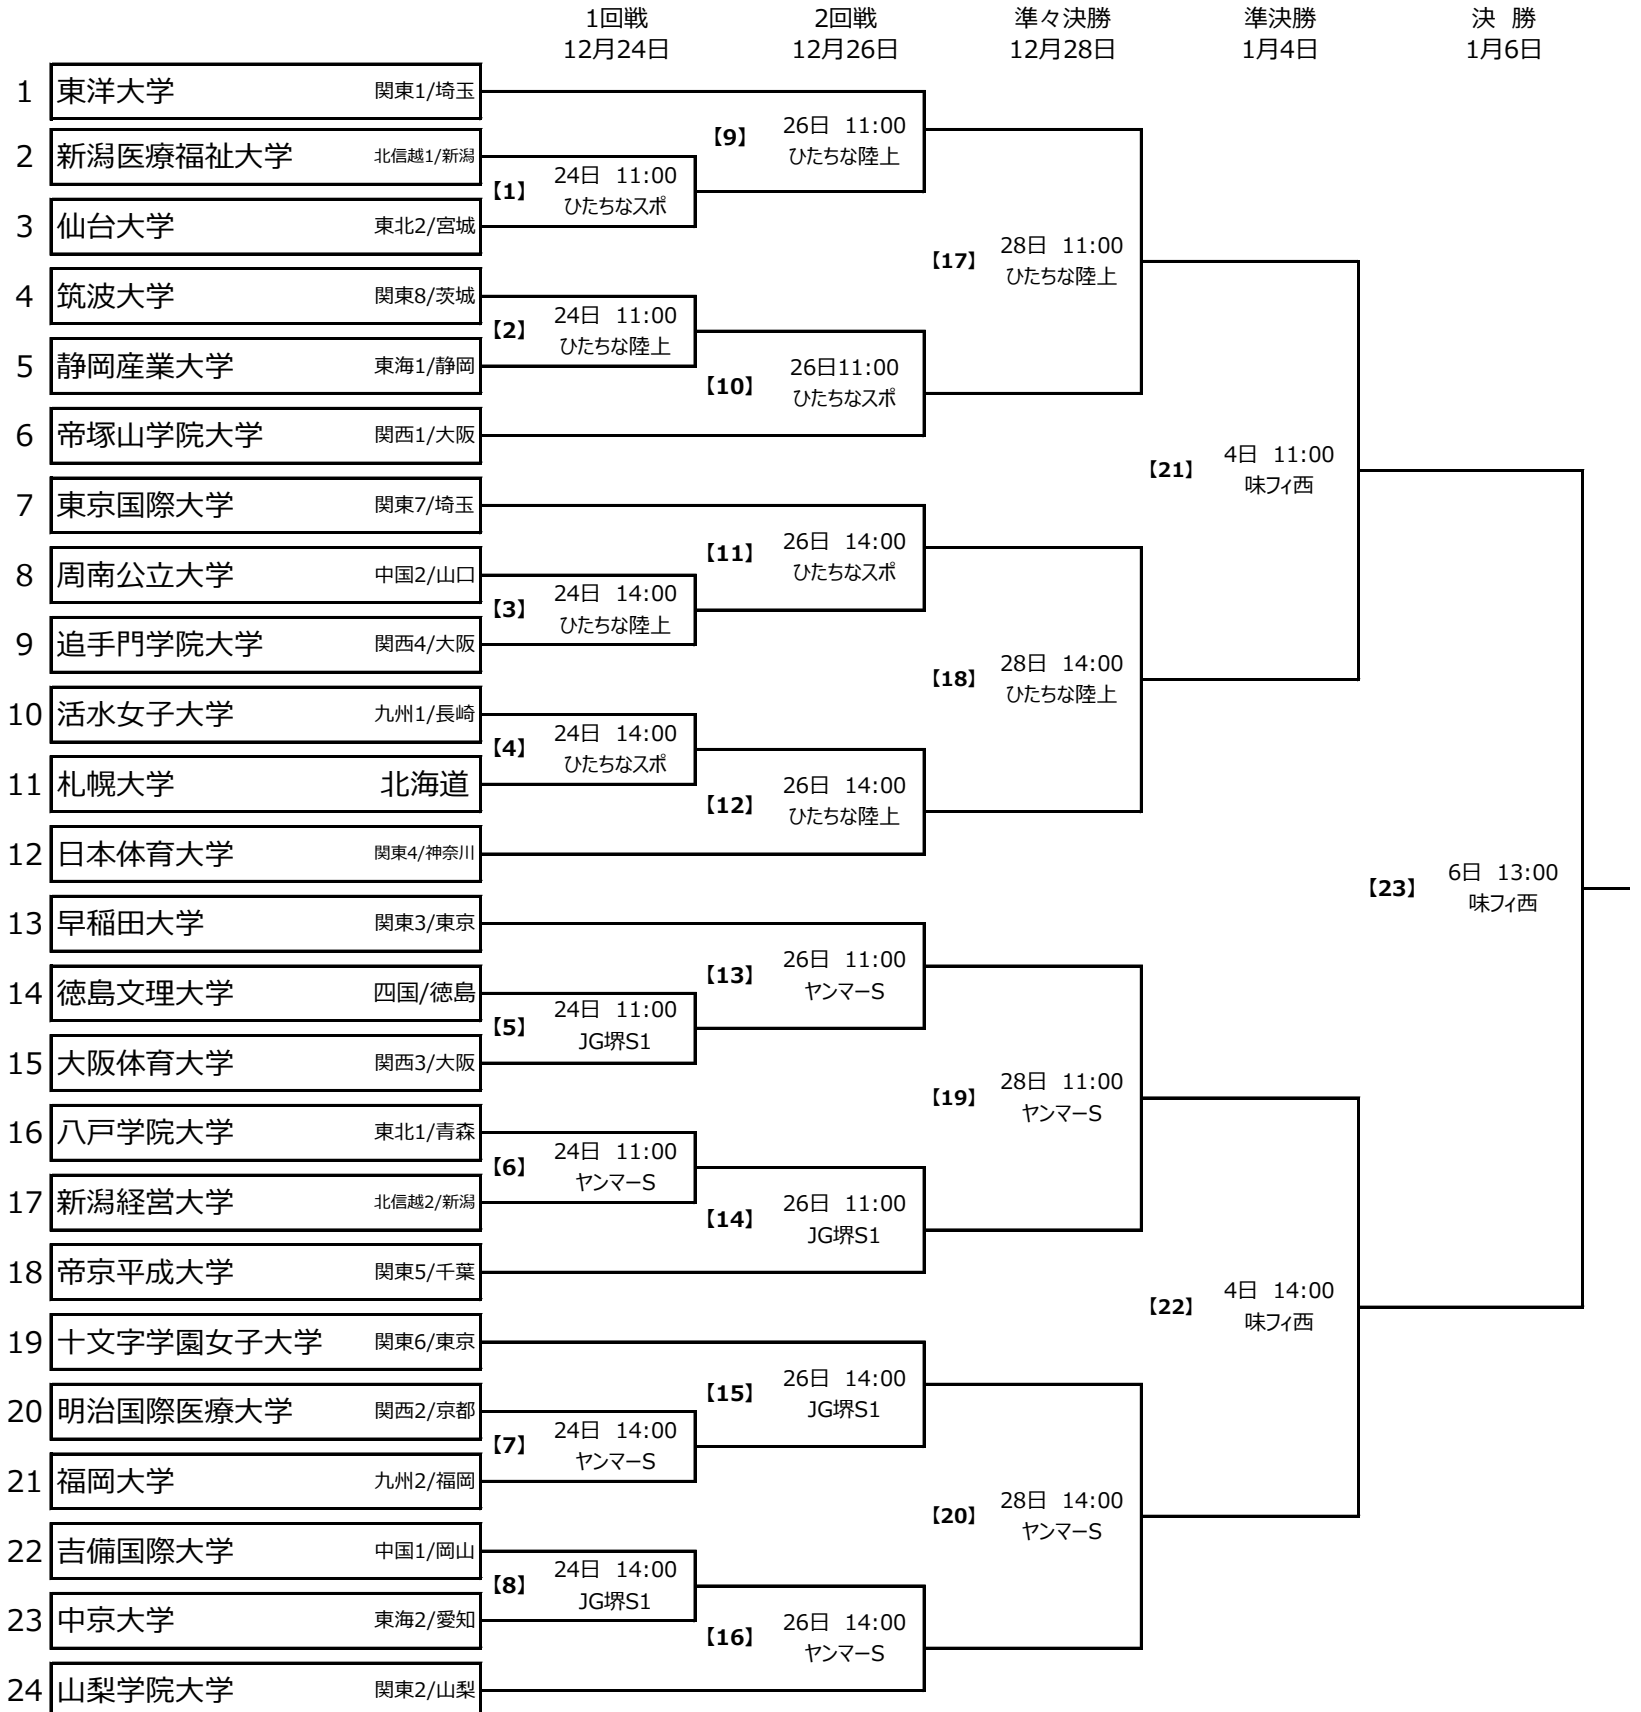 1回戦 2回戦 準々決勝 準決勝 決 勝
12月24日 12月26日 12月28日 1月4日 1月6日
1 東洋大学 関東1/埼玉
【9】 26日 11:00
ひたちな陸上
2 新潟医療福祉大学 北信越1/新潟
【1】 24日 11:00
ひたちなスポ
3 仙台大学 東北2/宮城
【17】 28日 11:00
ひたちな陸上
4 筑波大学 関東8/茨城
【2】 24日 11:00
ひたちな陸上
5 静岡産業大学 東海1/静岡
【10】 26日11:00
ひたちなスポ
6 帝塚山学院大学 関西1/大阪
【21】 4日 11:00
味フィ西
7 東京国際大学 関東7/埼玉
【11】 26日 14:00
ひたちなスポ
8 周南公立大学 中国2/山口
【3】 24日 14:00
ひたちな陸上
9 追手門学院大学 関西4/大阪
【18】 28日 14:00
ひたちな陸上
10 活水女子大学 九州1/長崎
【4】 24日 14:00
ひたちなスポ
11 札幌大学 北海道
【12】 26日 14:00
ひたちな陸上
12 日本体育大学 関東4/神奈川
【23】 6日 13:00
味フィ西
13 早稲田大学 関東3/東京
【13】 26日 11:00
ヤンマーS
14 徳島文理大学 四国/徳島
【5】 24日 11:00
JG堺S1
15 大阪体育大学 関西3/大阪
【19】 28日 11:00
ヤンマーS
16 八戸学院大学 東北1/青森
【6】 24日 11:00
ヤンマーS
17 新潟経営大学 北信越2/新潟
【14】 26日 11:00
JG堺S1
18 帝京平成大学 関東5/千葉
【22】 4日 14:00
味フィ西
19 十文字学園女子大学 関東6/東京
【15】 26日 14:00
JG堺S1
20 明治国際医療大学 関西2/京都
【7】 24日 14:00
ヤンマーS
21 福岡大学 九州2/福岡
【20】 28日 14:00
ヤンマーS
22 吉備国際大学 中国1/岡山
【8】 24日 14:00
JG堺S1
23 中京大学 東海2/愛知
【16】 26日 14:00
ヤンマーS
24 山梨学院大学 関東2/山梨